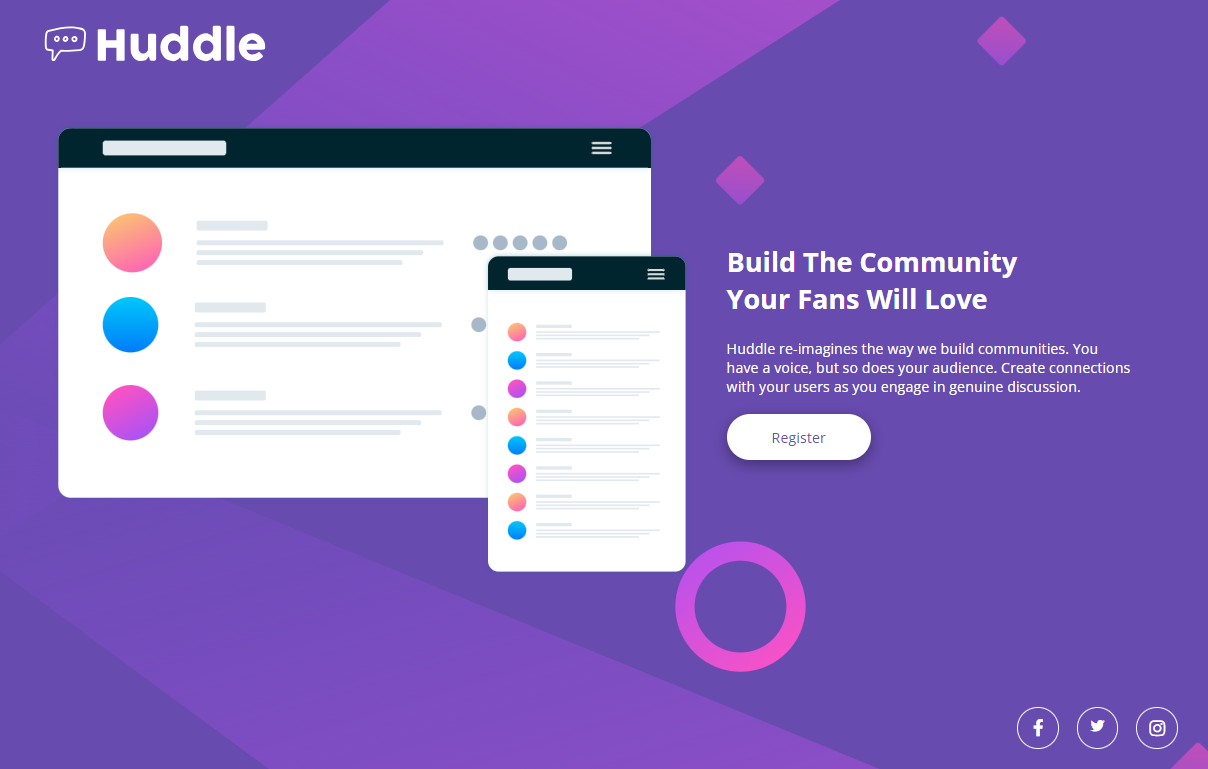 Huddle
Build The Community
Your Fans Will Love
Huddle re-imagines the way we build communities. You
have a voice, but so does your audience. Create connections
with your users as you engage in genuine discussion.
Register